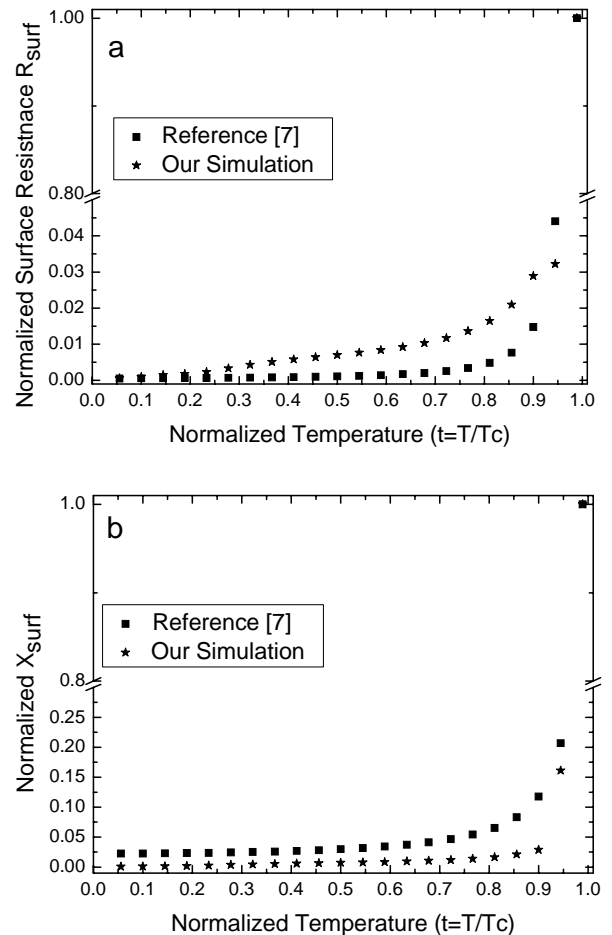 1.00
a
Reference [7]
Our Simulation
0.80
0.04
0.03
0.02
0.01
0.00
Normalized Surface Resistnace R_surf
0.0 0.1 0.2 0.3 0.4 0.5 0.6 0.7 0.8 0.9 1.0
Normalized Temperature (t=T/Tc)
1.0
b
Reference [7]
Our Simulation
0.8
0.25
0.20
0.15
0.10
0.05
0.00
Normalized X_surf
0.0 0.1 0.2 0.3 0.4 0.5 0.6 0.7 0.8 0.9 1.0
Normalized Temperature (t=T/Tc)